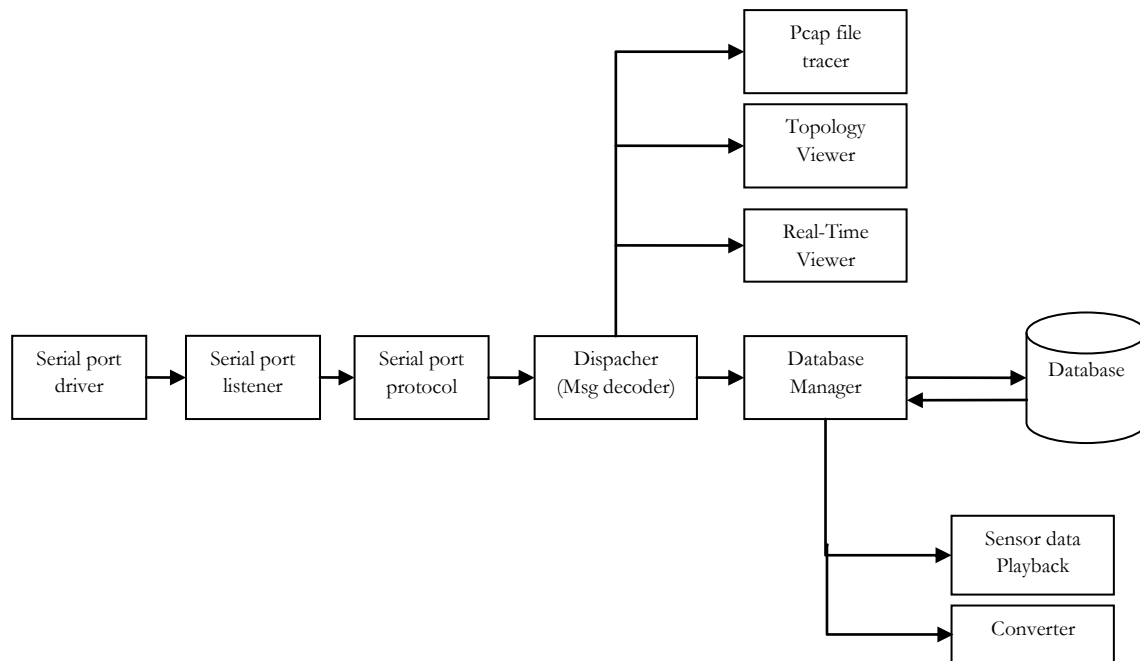 Pcap file
tracer
Topology
Viewer
Real-Time
Viewer
Serial port
driver
Serial port
listener
Serial port
protocol
Dispacher
(Msg decoder)
Database
Manager
Database
Sensor data
Playback
Converter